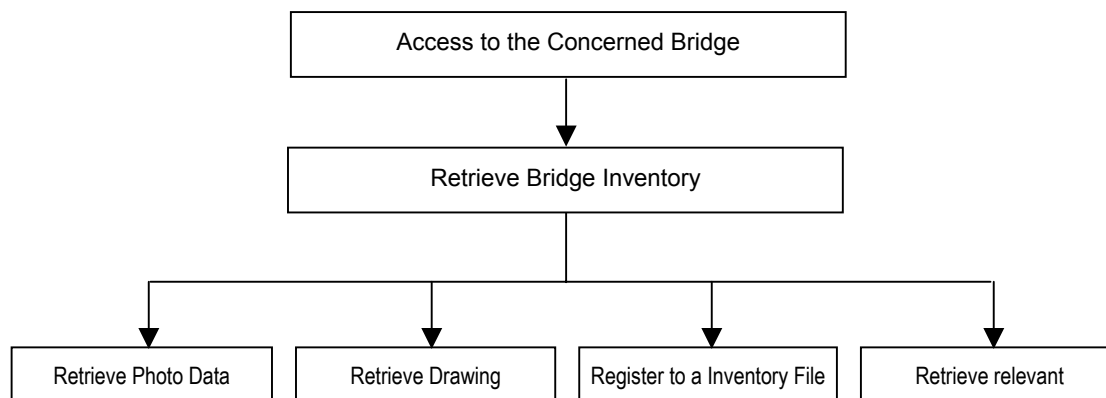 Access to the Concerned Bridge
Retrieve Bridge Inventory
Retrieve Photo Data
Retrieve Drawing
Register to a Inventory File
Retrieve relevant